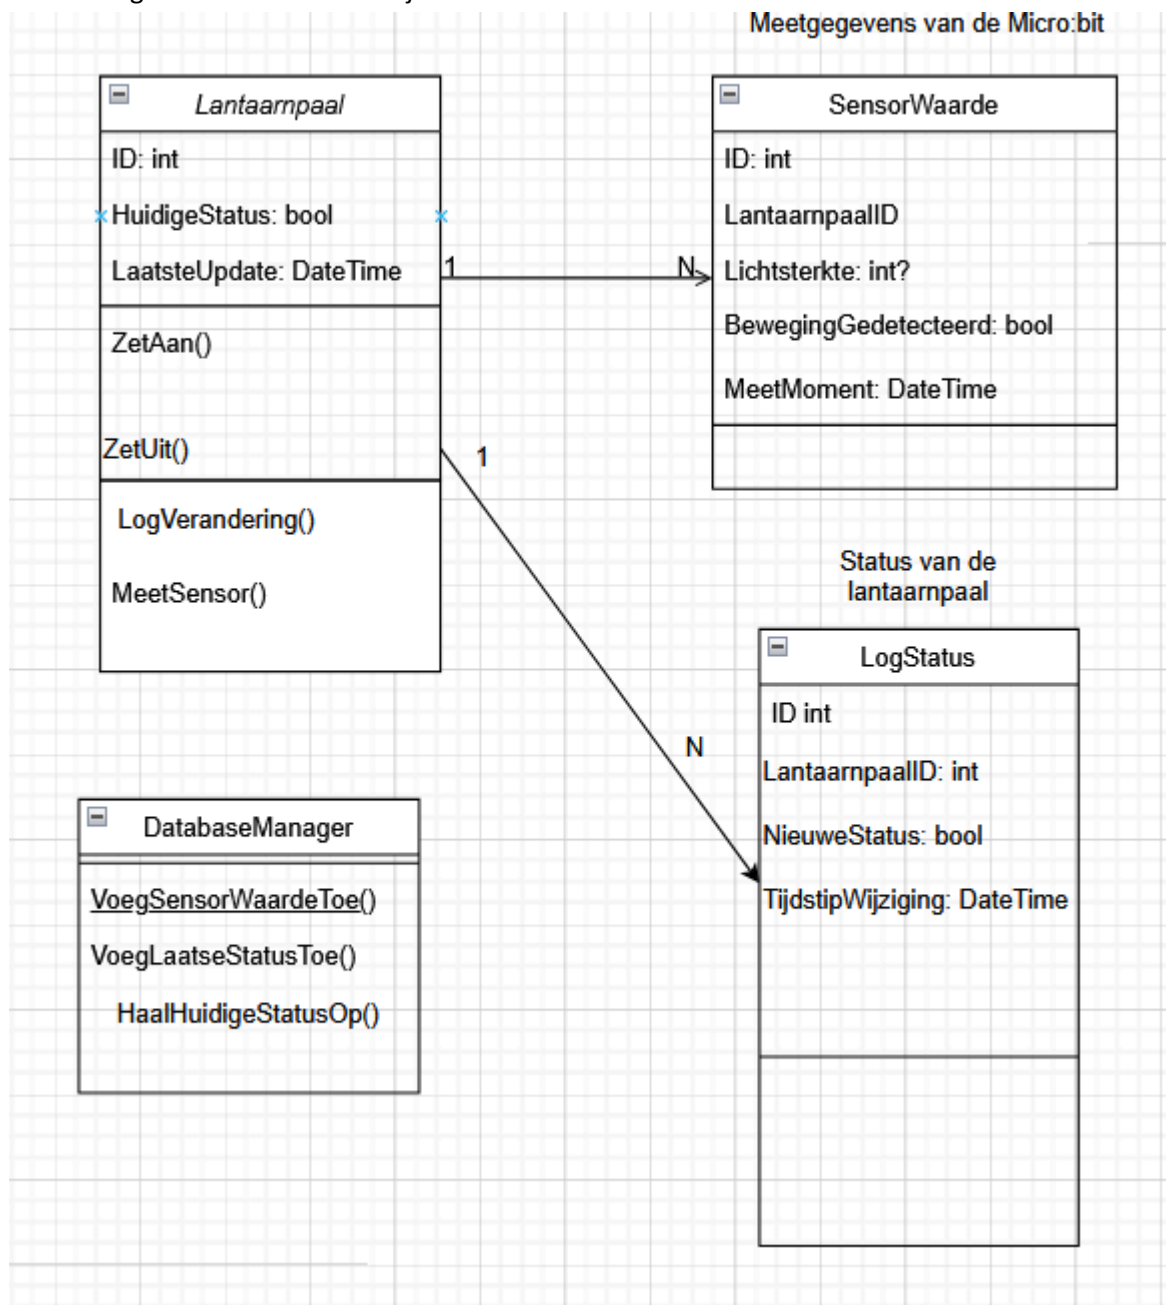 Meetgegevens van de Micro:bit
Lantaarnpaal
ID: int
HuidigeStatus: bool
LaatsteUpdate: DateTime
ZetAan()
ZetUit()
LogVerandering()
MeetSensor()
1
N
SensorWaarde
ID: int
LantaarnpaalID
Lichtsterkte: int?
BewegingGedetecteerd: bool
MeetMoment: DateTime
1
N
Status van de
lantaarnpaal
LogStatus
ID int
LantaarnpaalID: int
NieuweStatus: bool
TijdstipWijziging: DateTime
DatabaseManager
VoegSensorWaardeToe()
VoegLaatseStatusToe()
HaalHuidigeStatusOp()